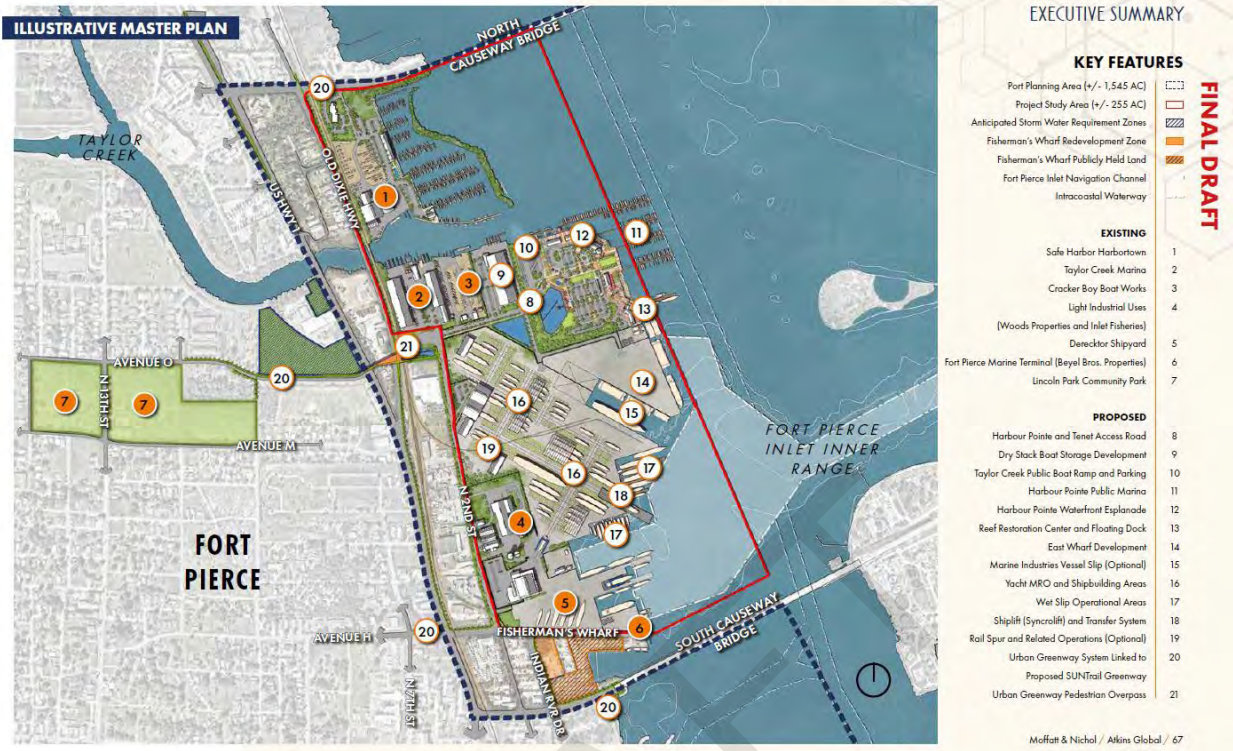 ILLUSTRATIVE MASTER PLAN
EXECUTIVE SUMMARY
FINAL DRAFT
KEY FEATURES
Port Planning Area (+/- 1,545 AC)
Project Study Area (+/- 255 AC)
Anticipated Storm Water Requirement Zones
Fisherman's Wharf Redevelopment Zone
Fisherman's Wharf Publicly Held Land
Fort Pierce Inlet Navigation Channel
Intracoastal Waterway
EXISTING
Safe Harbor Harbortown 1
Taylor Creek Marina 2
Cracker Boy Boat Works 3
Light Industrial Uses 4
(Woods Properties and Inlet Fisheries)
Derecktor Shipyard 5
Fort Pierce Marine Terminal (Beyel Bros. Properties) 6
Lincoln Park Community Park 7
PROPOSED
Harbour Pointe and Tenet Access Road 8
Dry Stack Boat Storage Development 9
Taylor Creek Public Boat Ramp and Parking 10
Harbour Pointe Public Marina 11
Harbour Pointe Waterfront Esplanade 12
Reef Restoration Center and Floating Dock 13
East Wharf Development 14
Marine Industries Vessel Slip (Optional) 15
Yacht MRO and Shipbuilding Areas 16
Wet Slip Operational Areas 17
Shiplift (Syncrolift) and Transfer System 18
Rail Spur and Related Operations (Optional) 19
Urban Greenway System Linked to 20
Proposed SUNTrail Greenway
Urban Greenway Pedestrian Overpass 21
Moffatt & Nichol / Atkins Global / 67
NORTH
CAUSEWAY BRIDGE
20
TAYLOR
CREEK
OLD DIXIE HWY
US HWY 1
1
12
11
10
9
3
2
8
13
21
AVENUE O
20
14
N 13TH ST
7
7
16
15
AVENUE M
FORT PIERCE
INLET INNER
RANGE
19
16
17
18
N 2ND ST
4
17
FORT
PIERCE
5
AVENUE H
20
FISHERMAN'S WHARF
6
SOUTH CAUSEWAY
BRIDGE
INDIAN RVR DR
N 7TH ST
20